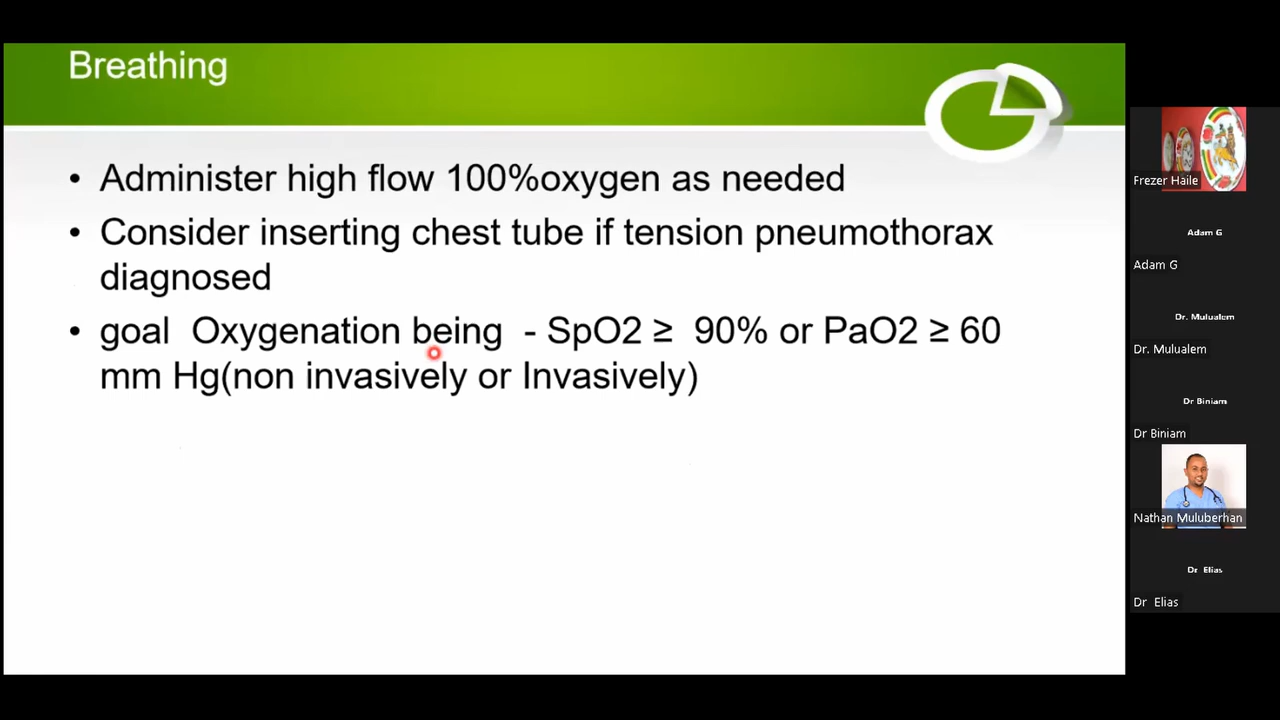 Breathing
• Administer high flow 100%oxygen as needed
• Consider inserting chest tube if tension pneumothorax
diagnosed
• goal  Oxygenation being  - SpO2 ≥  90% or PaO2 ≥ 60
mm Hg(non invasively or Invasively)
Frezer Haile
Adam G
Adam G
Dr. Mulualem
Dr. Mulualem
Dr Biniam
Dr Biniam
Nathan Muluberhan
Dr Elias
Dr  Elias